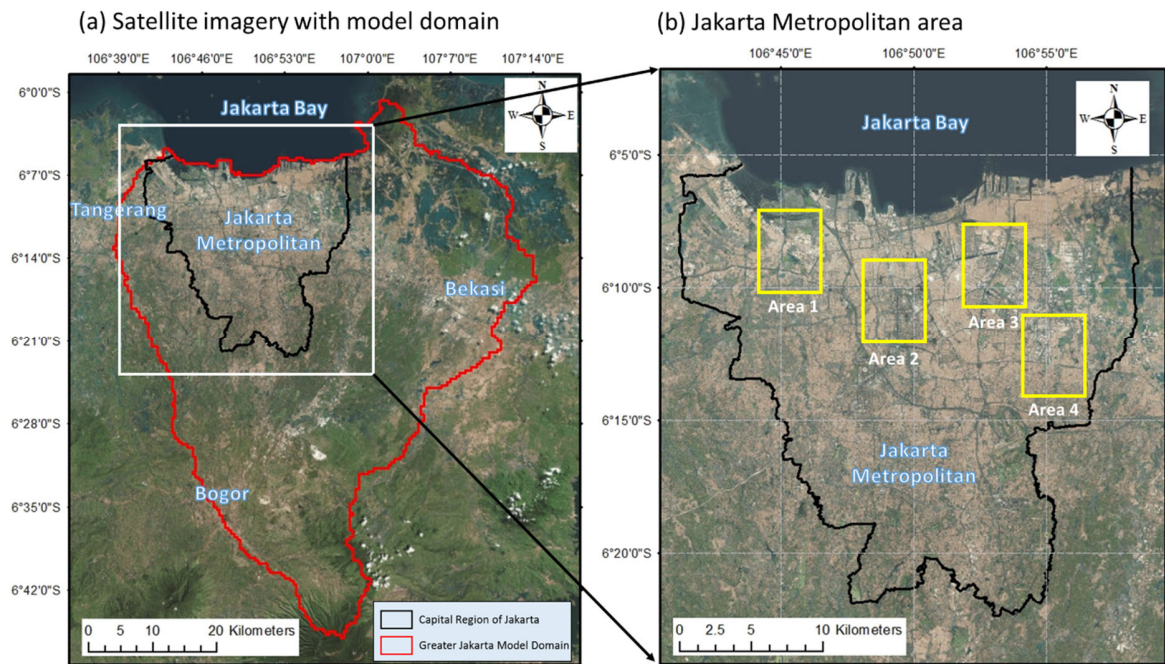 (a) Satellite imagery with model domain
106°39'0"E 106°46'0"E 106°53'0"E 107°0'0"E 107°7'0"E 107°14'0"E
6°0'0"S
6°7'0"S
6°14'0"S
6°21'0"S
6°28'0"S
6°35'0"S
6°42'0"S
N
W E
S
Jakarta Bay
Tangerang
Jakarta
Metropolitan
Bekasi
Bogor
0 5 10 20 Kilometers
Capital Region of Jakarta
Greater Jakarta Model Domain
(b) Jakarta Metropolitan area
106°45'0"E 106°50'0"E 106°55'0"E
6°5'0"S
6°10'0"S
6°15'0"S
6°20'0"S
N
W E
S
Jakarta Bay
Area 1
Area 2
Area 3
Area 4
Jakarta
Metropolitan
0 2.5 5 10 Kilometers